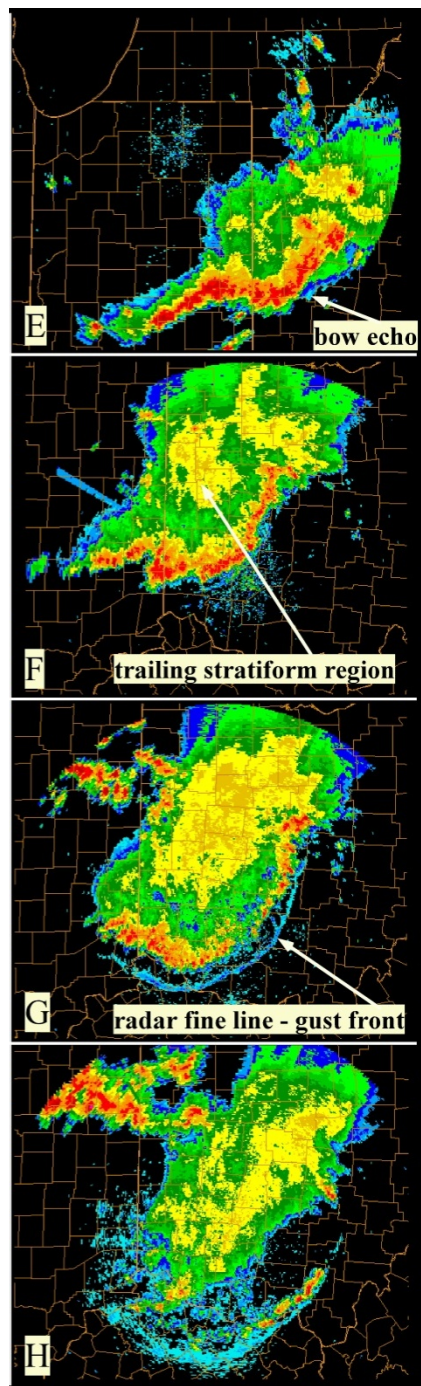 E
bow echo
F
trailing stratiform region
G
radar fine line - gust front
H